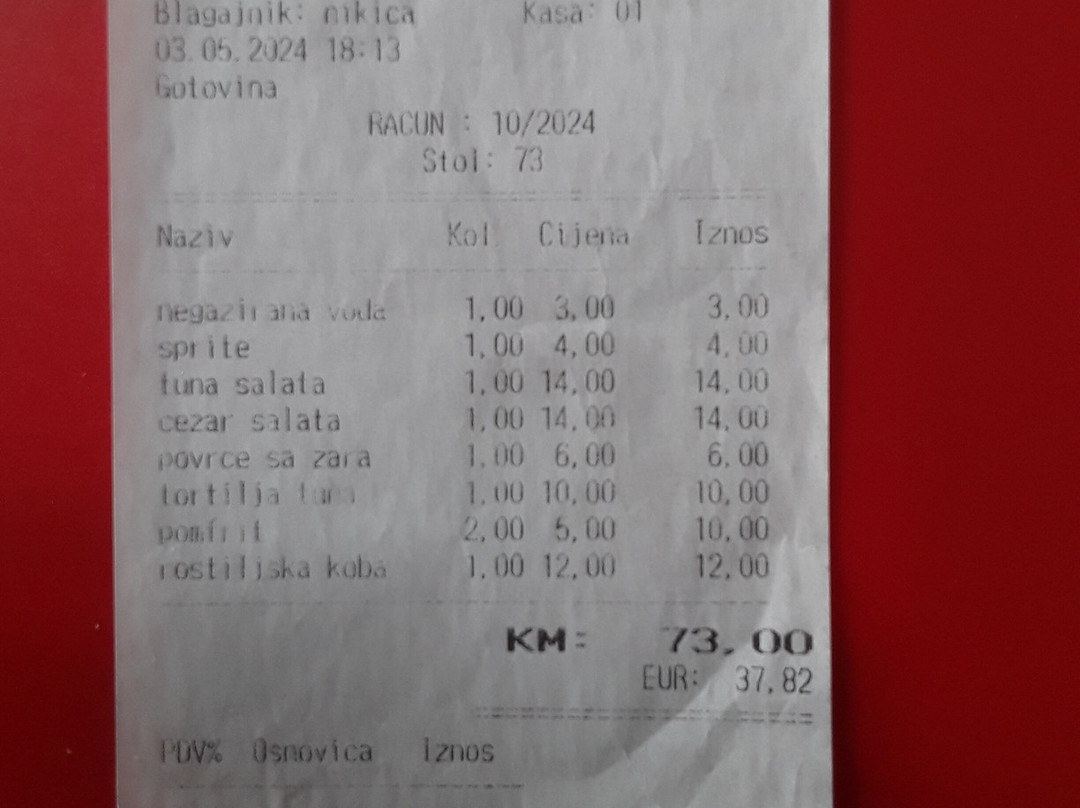 Blagajnik: nikica Kasa: 01
03.05.2024 18:13
Gotovina
RACUN : 10/2024
Stol: 73
Naziv Kol. Cijena Iznos
negazirana voda 1,00 3,00 3,00
sprite 1,00 4,00 4,00
tuna salata 1,00 14,00 14,00
cezar salata 1,00 14,00 14,00
povrce sa zara 1,00 6,00 6,00
tortilja tuna 1,00 10,00 10,00
pomfrit 2,00 5,00 10,00
rostiljska koba 1,00 12,00 12,00
KM: 73,00
EUR: 37,82
PDV% Osnovica Iznos